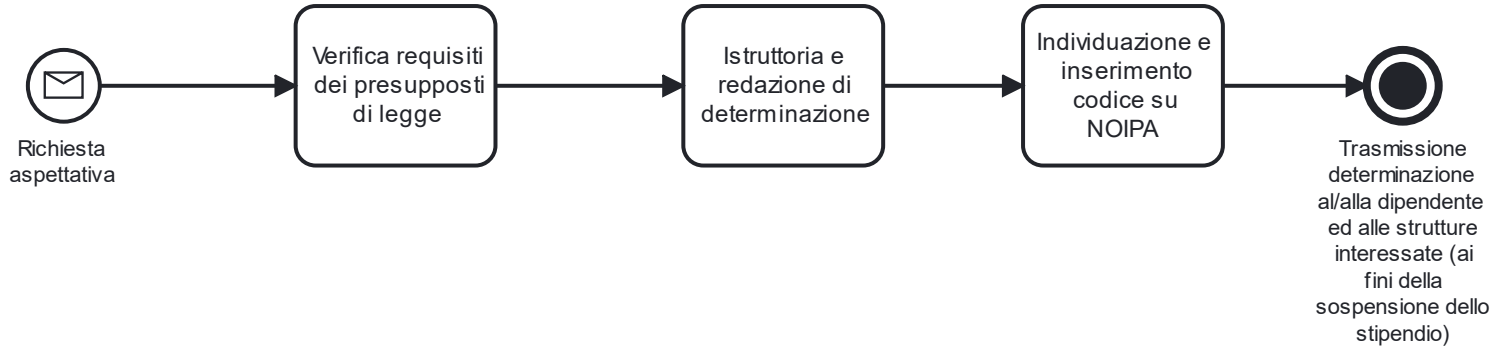 Richiesta
aspettativa
Verifica requisiti
dei presupposti
di legge
Istruttoria e
redazione di
determinazione
Individuazione e
inserimento
codice su
NOIPA
Trasmissione
determinazione
al/alla dipendente
ed alle strutture
interessate (ai
fini della
sospensione dello
stipendio)